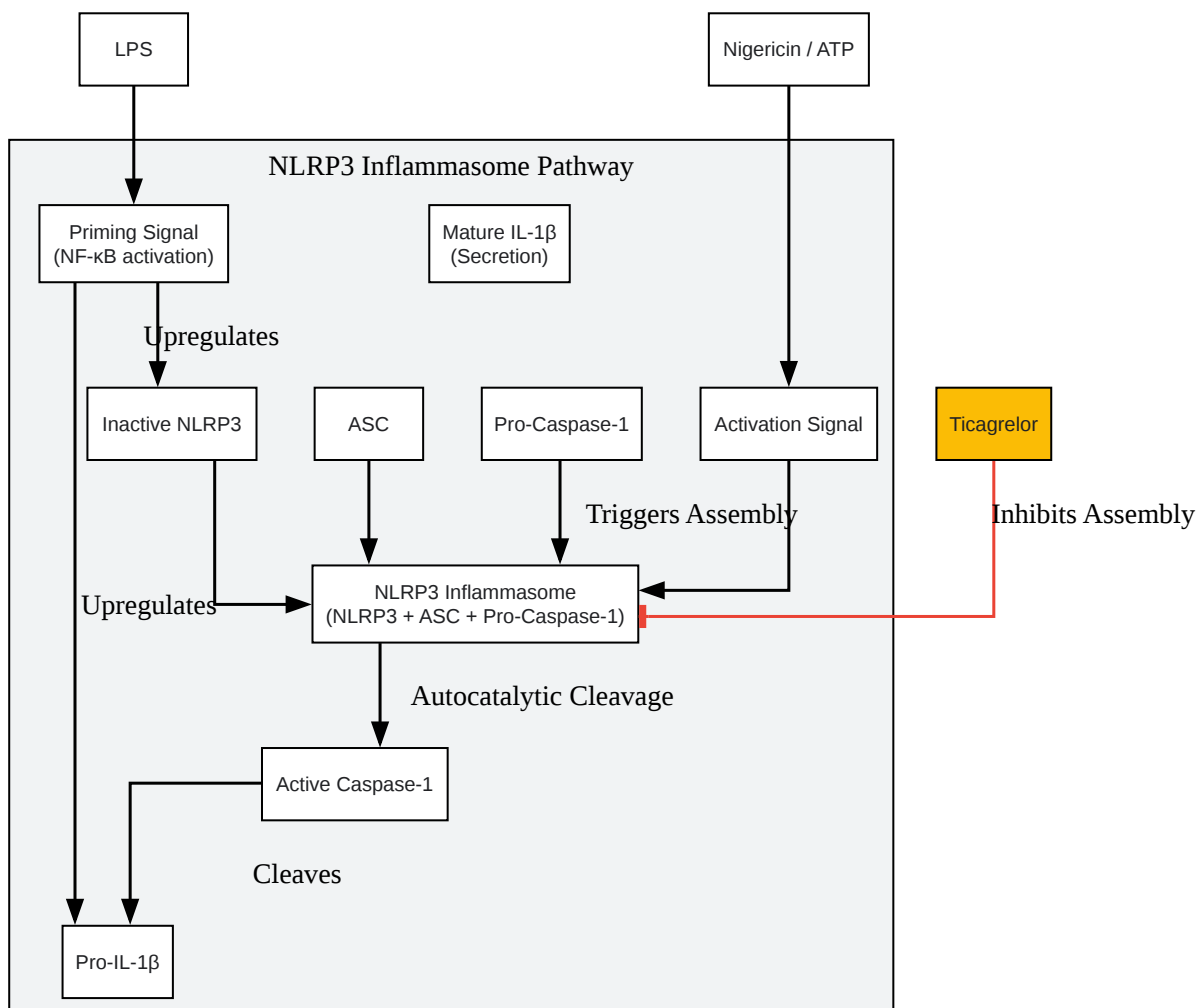 LPS
Nigericin / ATP
NLRP3 Inflammasome Pathway
Priming Signal
(NF-κB activation)
Mature IL-1β
(Secretion)
Upregulates
Inactive NLRP3
ASC
Pro-Caspase-1
Activation Signal
Ticagrelor
Triggers Assembly
Inhibits Assembly
NLRP3 Inflammasome
(NLRP3 + ASC + Pro-Caspase-1)
Upregulates
Autocatalytic Cleavage
Active Caspase-1
Cleaves
Pro-IL-1β